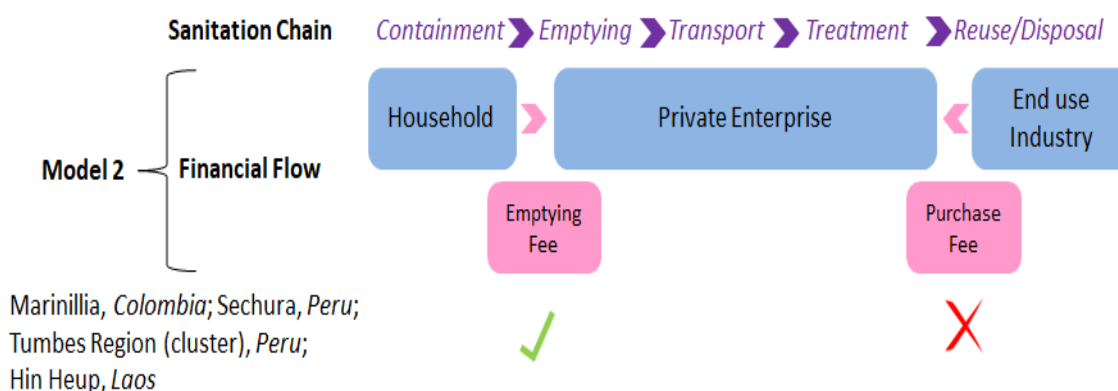 Sanitation Chain
Containment Emptying Transport Treatment Reuse/Disposal
Household
Private Enterprise
End use
Industry
Model 2
Financial Flow
Emptying
Fee
Purchase
Fee
Marinillia, Colombia; Sechura, Peru;
Tumbes Region (cluster), Peru;
Hin Heup, Laos